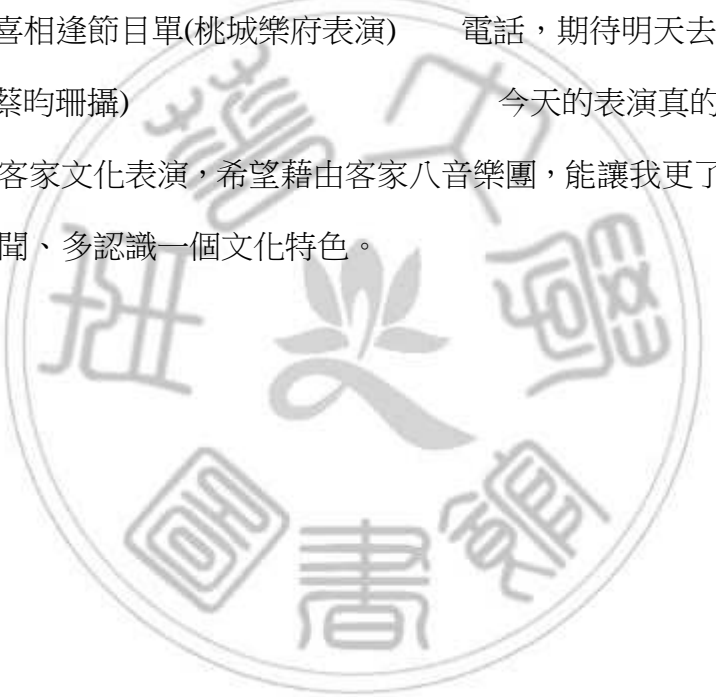 喜相逢節目單(桃城樂府表演) 電話，期待明天去
蔡昀珊攝) 今天的表演真的
客家文化表演，希望藉由客家八音樂團，能讓我更了
聞、多認識一個文化特色。
書